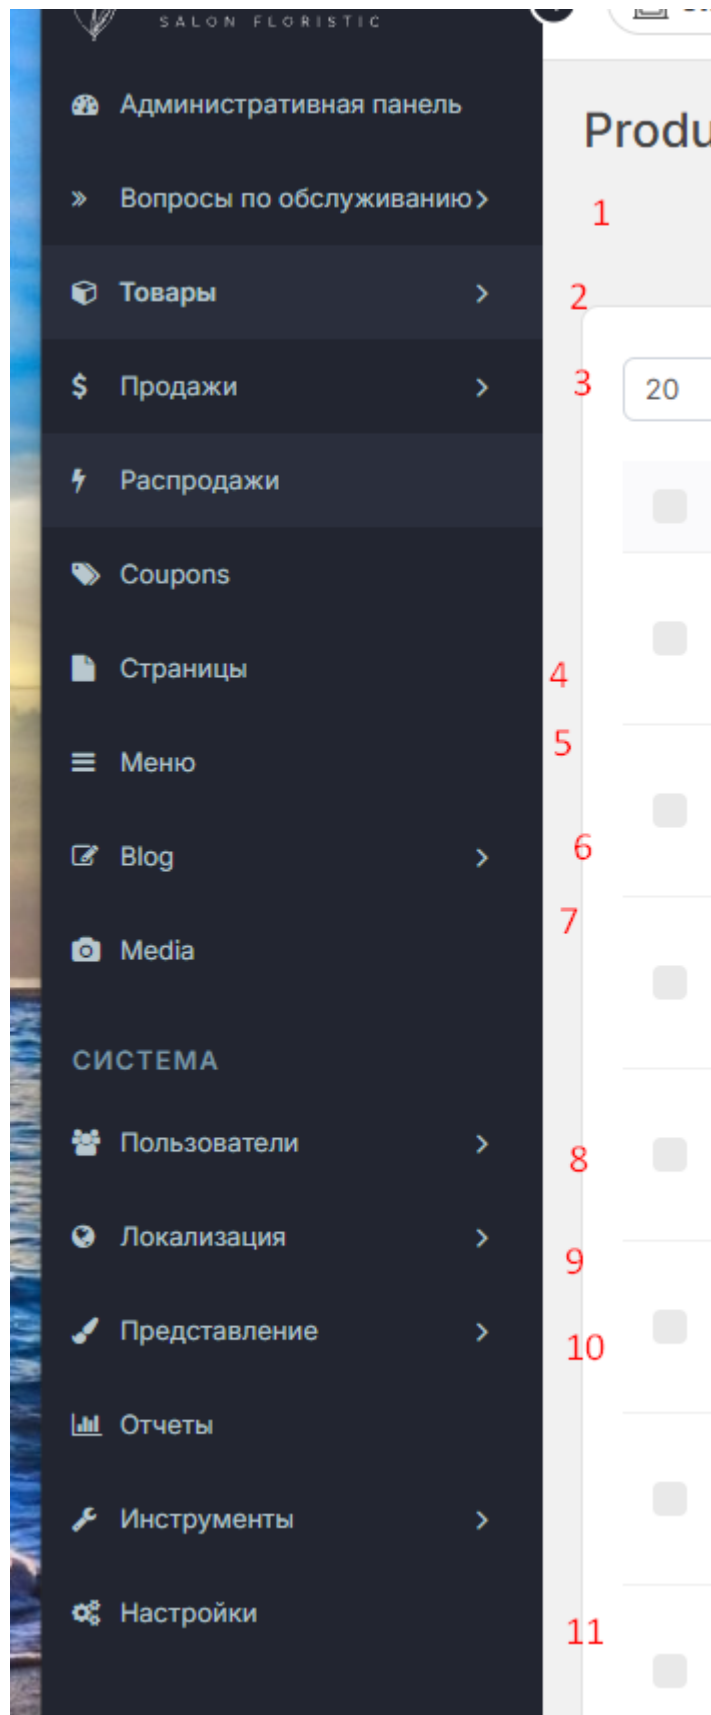 SALON FLORISTIC
Административная панель
Produ
Вопросы по обслуживанию
1
Товары
2
Продажи
3
20
Распродажи
Coupons
Страницы
4
5
Меню
Blog
6
7
Media
СИСТЕМА
Пользователи
8
Локализация
9
Представление
10
Отчеты
Инструменты
Настройки
11